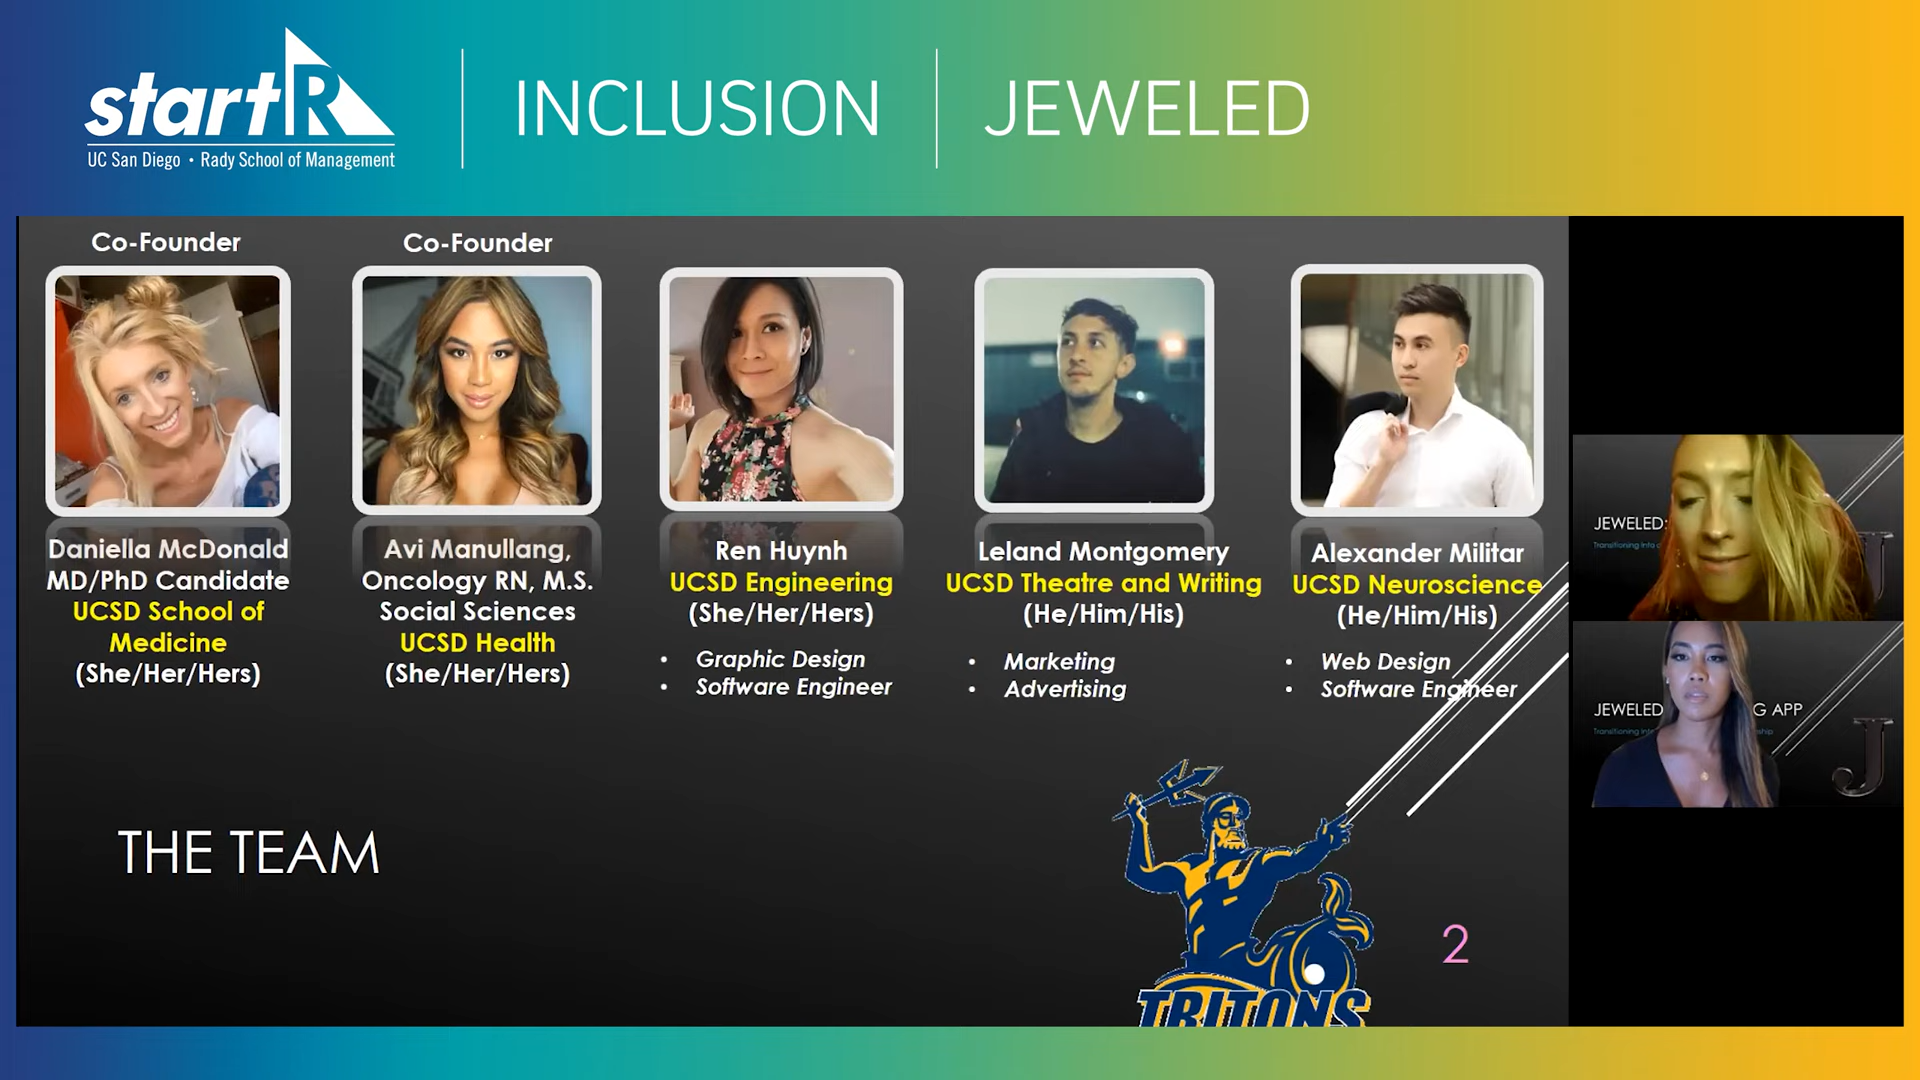 startR
UC San Diego • Rady School of Management
INCLUSION
JEWELED
Co-Founder
Daniella McDonald
MD/PhD Candidate
UCSD School of
Medicine
(She/Her/Hers)
Co-Founder
Avi Manullang,
Oncology RN, M.S.
Social Sciences
UCSD Health
(She/Her/Hers)
Ren Huynh
UCSD Engineering
(She/Her/Hers)
• Graphic Design
• Software Engineer
Leland Montgomery
UCSD Theatre and Writing
(He/Him/His)
• Marketing
• Advertising
Alexander Militar
UCSD Neuroscience
(He/Him/His)
• Web Design
• Software Engineer
THE TEAM
TRITONS
2
JEWELED:
Transitioning Into
J
JEWELED
G APP
Transitioning Into
J